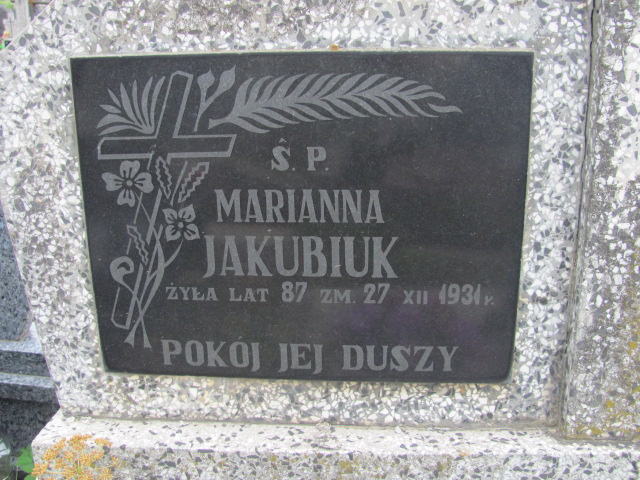 Ś. P.
MARIANNA
JAKUBIUK
ŻYŁA LAT 87 ZM. 27 XII 1931 r.
POKÓJ JEJ DUSZY